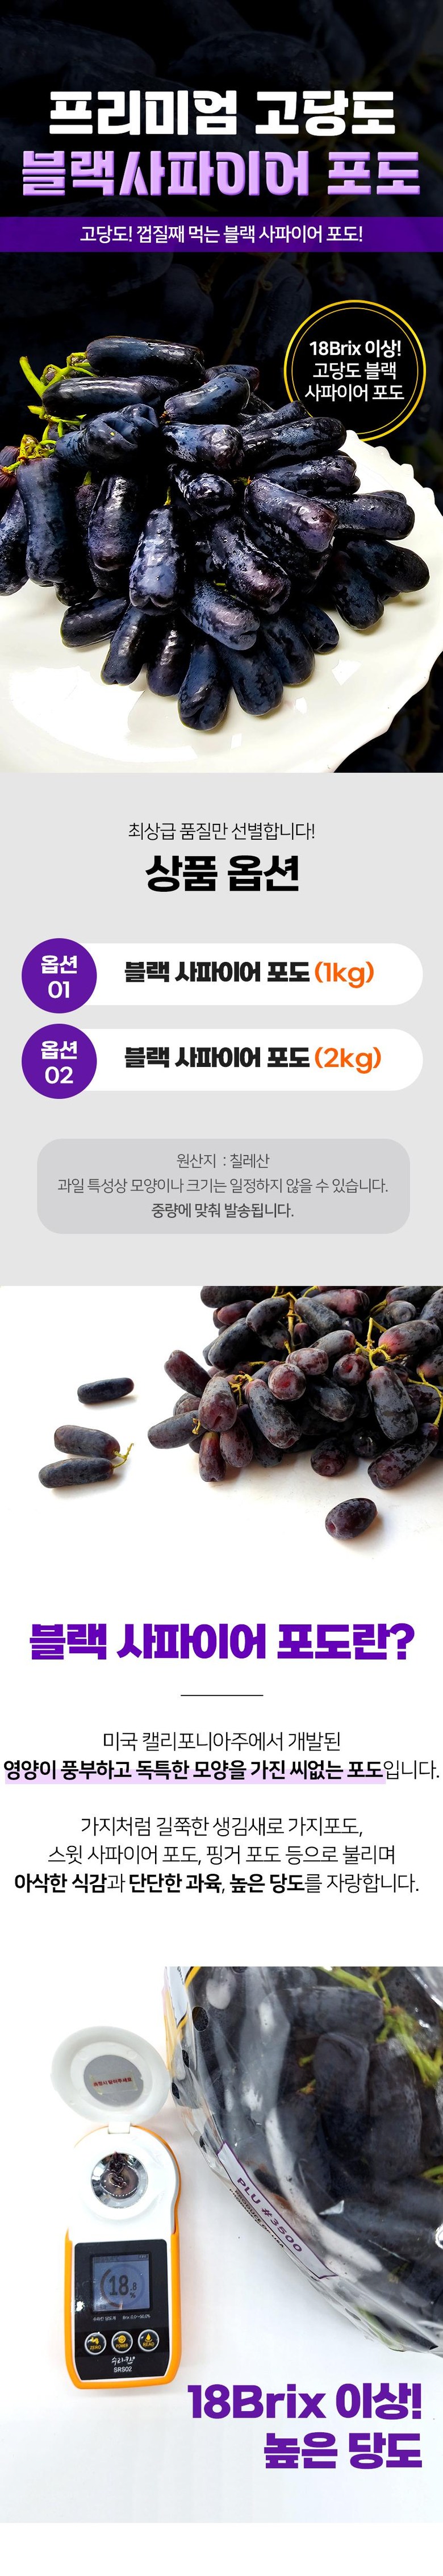 프리미엄 고당도
블랙사파이어 포도
고당도! 껍질째 먹는 블랙 사파이어 포도!
18Brix 이상!
고당도 블랙
사파이어 포도
최상급 품질만 선별합니다!
상품 옵션
옵션
01
블랙 사파이어 포도 (1kg)
옵션
02
블랙 사파이어 포도 (2kg)
원산지 : 칠레산
과일 특성상 모양이나 크기는 일정하지 않을 수 있습니다.
중량에 맞춰 발송됩니다.
블랙 사파이어 포도란?
미국 캘리포니아주에서 개발된
영양이 풍부하고 독특한 모양을 가진 씨없는 포도입니다.
가지처럼 길쭉한 생김새로 가지포도,
스윗 사파이어 포도, 핑거 포도 등으로 불리며
아삭한 식감과 단단한 과육, 높은 당도를 자랑합니다.
PLU #3500
18.8
%
ZERO
POWER
READ
수라칸
SRS02
18Brix 이상!
높은 당도